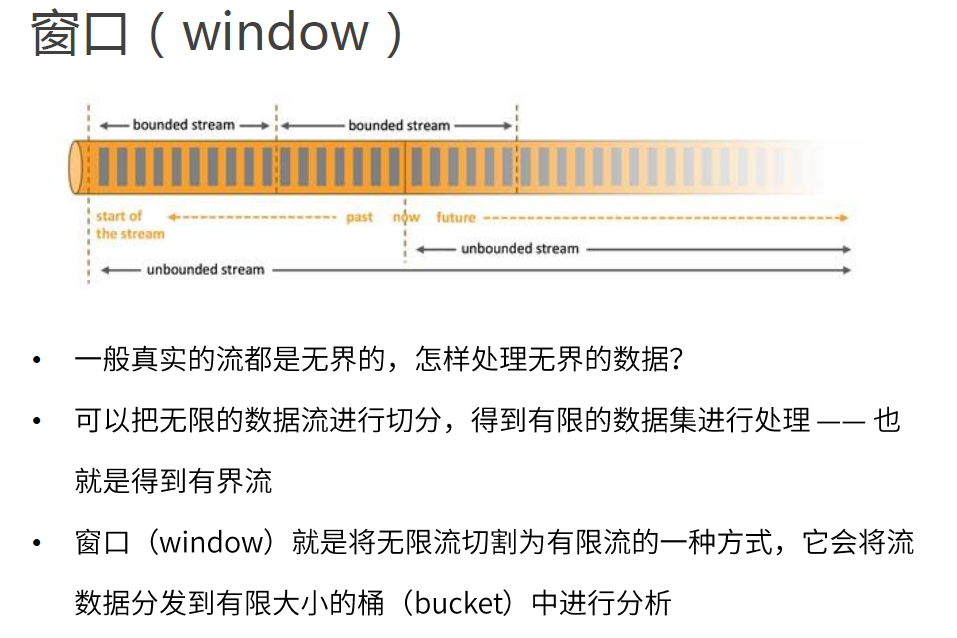 窗口（window）
bounded stream
bounded stream
start of
the stream
past
now
future
unbounded stream
unbounded stream
• 一般真实的流都是无界的，怎样处理无界的数据？
• 可以把无限的数据流进行切分，得到有限的数据集进行处理 —— 也
就是得到有界流
• 窗口（window）就是将无限流切割为有限流的一种方式，它会将流
数据分发到有限大小的桶（bucket）中进行分析